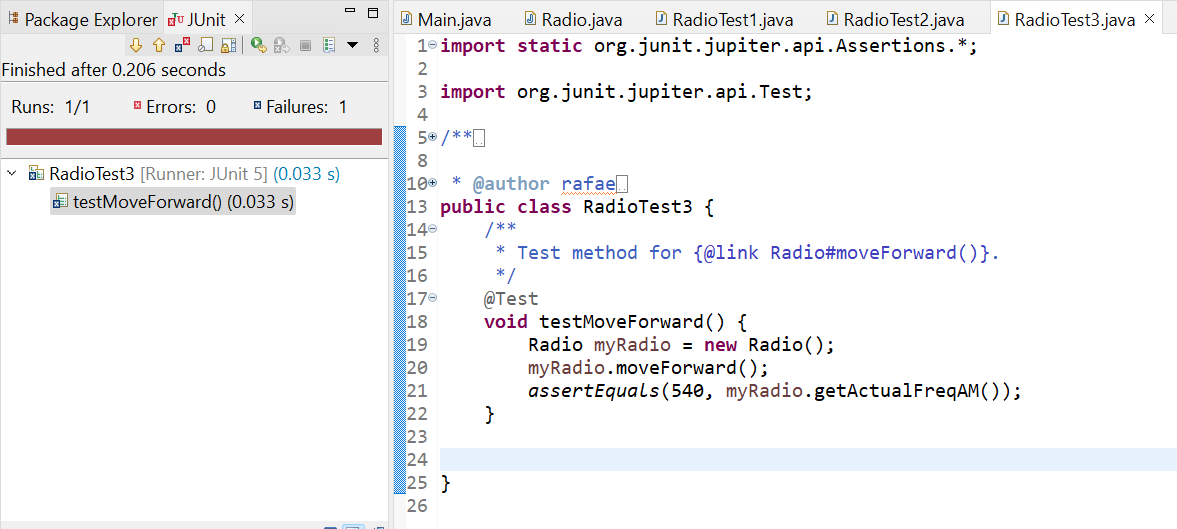 Package Explorer JUnit
Finished after 0.206 seconds
Runs: 1/1 Errors: 0 Failures: 1
RadioTest3 [Runner: JUnit 5] (0.033 s)
testMoveForward() (0.033 s)
Main.java Radio.java RadioTest1.java RadioTest2.java RadioTest3.java
1 import static org.junit.jupiter.api.Assertions.*;
2
3 import org.junit.jupiter.api.Test;
4
5 /**
8
10 * @author rafae
13 public class RadioTest3 {
14 /**
15 * Test method for {@link Radio#moveForward()}.
16 */
17 @Test
18 void testMoveForward() {
19 Radio myRadio = new Radio();
20 myRadio.moveForward();
21 assertEquals(540, myRadio.getActualFreqAM());
22 }
23
24
25 }
26